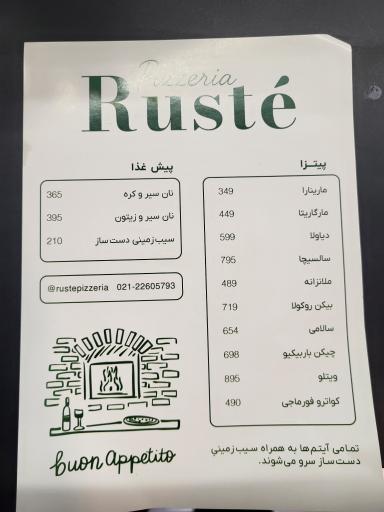 Pizzeria
Rusté
پیتزا
مارینارا 349
مارگاریتا 449
دیاولا 599
سالسیچا 795
ملانزانه 489
بیکن روکولا 719
سالامی 654
چیکن باربیکیو 698
ویتلو 895
کواترو فورماجی 490
پیش غذا
نان سیر و کره 365
نان سیر و زیتون 395
سیب‌زمینی دست‌ساز 210
@rustepizzeria 021-22605793
buon appetito
تمامی آیتم‌ها به همراه سیب‌زمینی
دست‌ساز سرو می‌شوند.